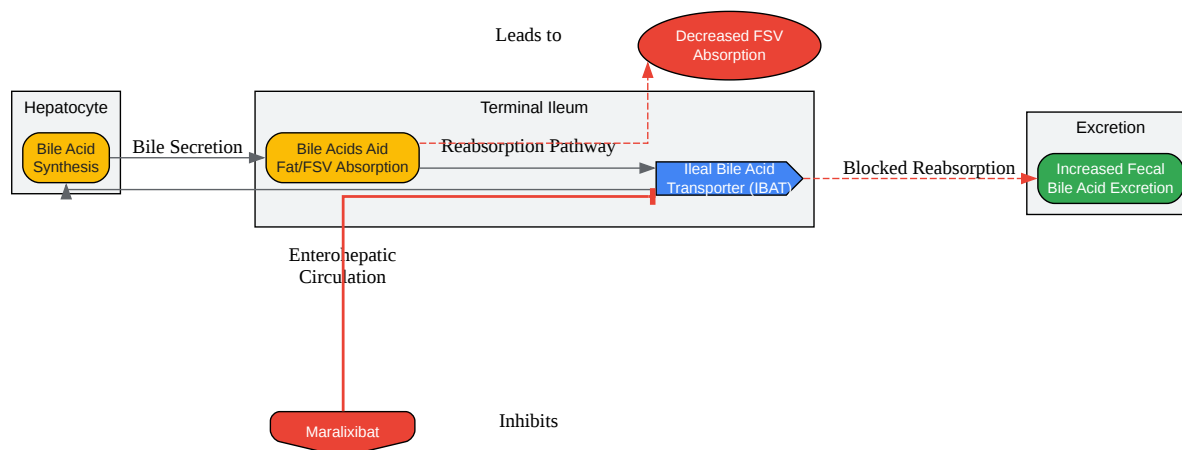 Leads to
Decreased FSV
Absorption
Hepatocyte
Terminal Ileum
Excretion
Bile Acid
Synthesis
Bile Secretion
Bile Acids Aid
Fat/FSV Absorption
Reabsorption Pathway
Ileal Bile Acid
Transporter (IBAT)
Blocked Reabsorption
Increased Fecal
Bile Acid Excretion
Enterohepatic
Circulation
Maralixibat
Inhibits